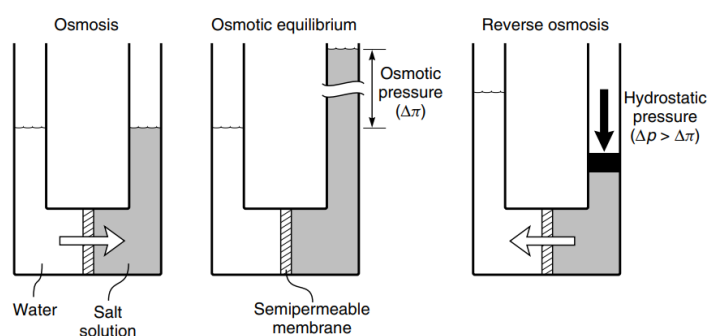 Osmosis
Osmotic equilibrium
Reverse osmosis
Osmotic
pressure
(Δπ)
Hydrostatic
pressure
(Δp > Δπ)
Water
Salt
solution
Semipermeable
membrane